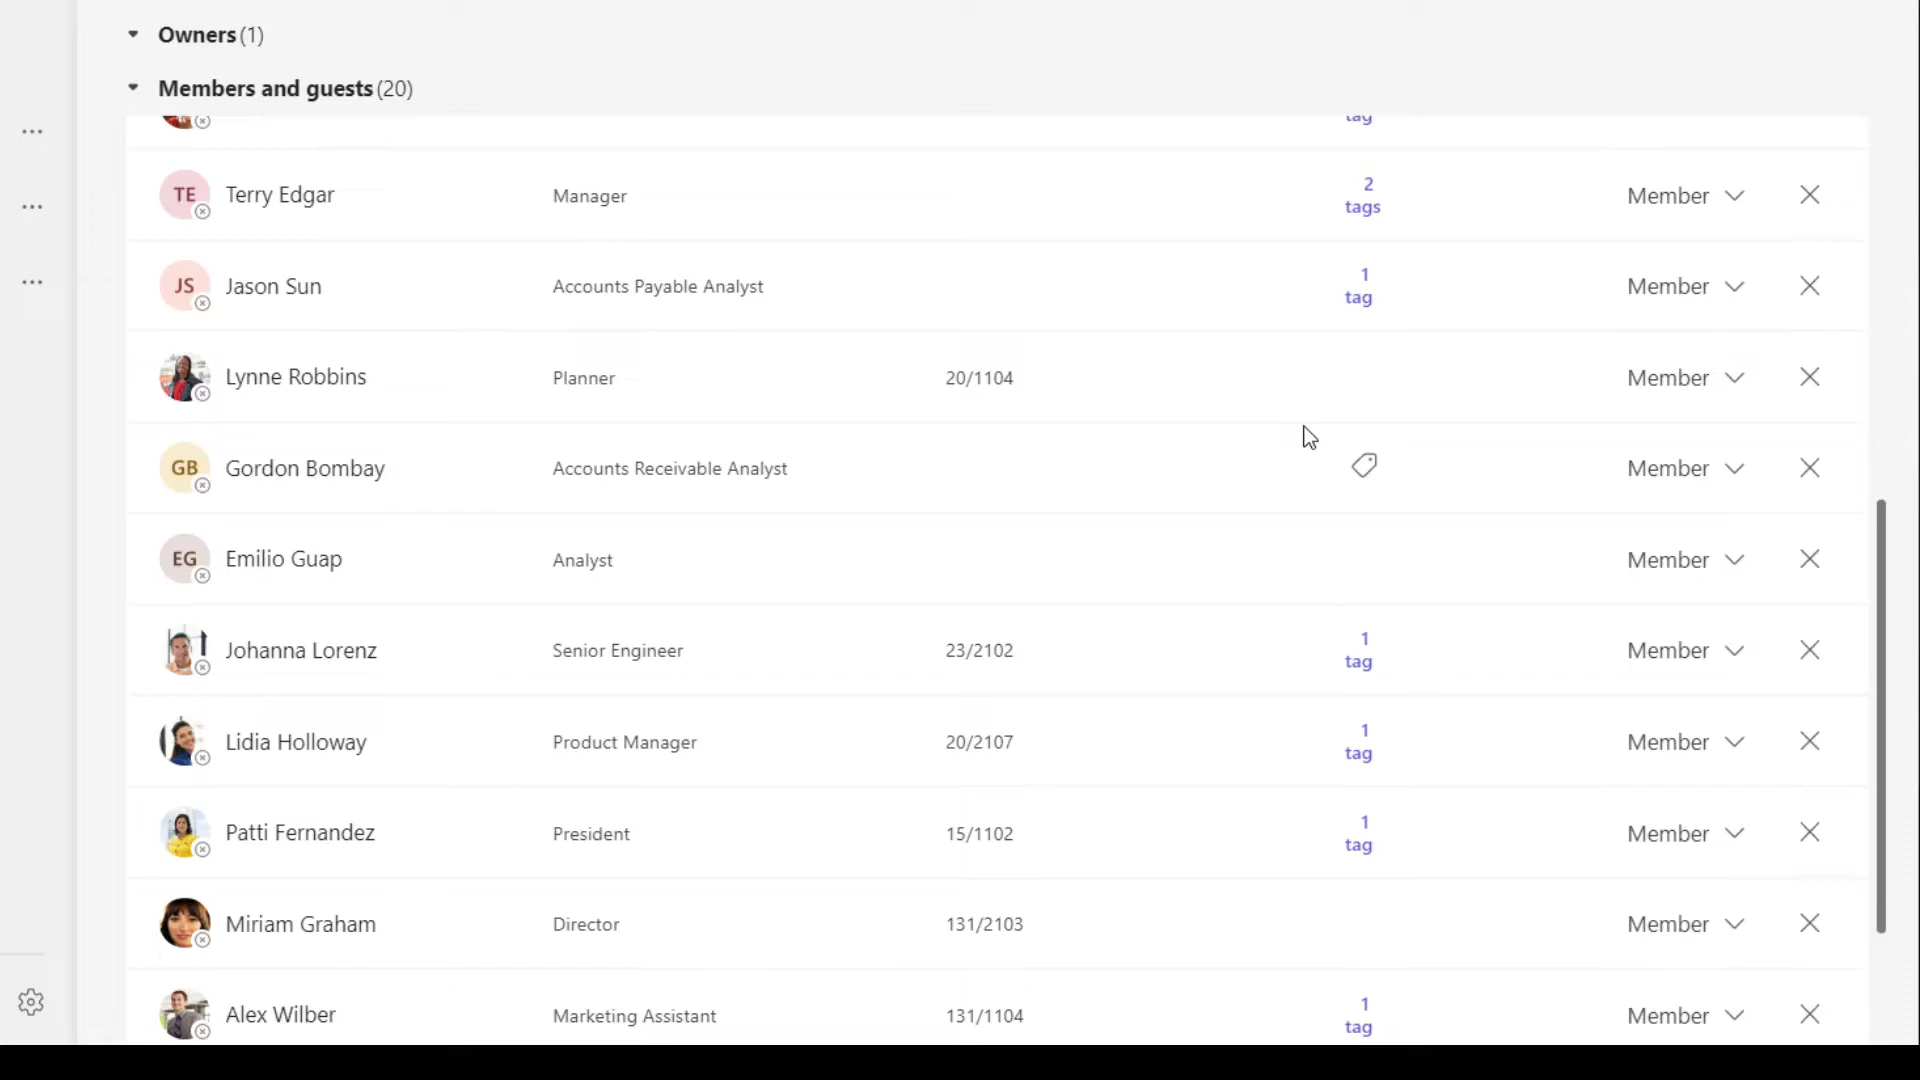 Owners (1)
Members and guests (20)
tag
TE Terry Edgar Manager 2 tags Member
JS Jason Sun Accounts Payable Analyst 1 tag Member
Lynne Robbins Planner 20/1104 Member
GB Gordon Bombay Accounts Receivable Analyst Member
EG Emilio Guap Analyst Member
Johanna Lorenz Senior Engineer 23/2102 1 tag Member
Lidia Holloway Product Manager 20/2107 1 tag Member
Patti Fernandez President 15/1102 1 tag Member
Miriam Graham Director 131/2103 Member
Alex Wilber Marketing Assistant 131/1104 1 tag Member